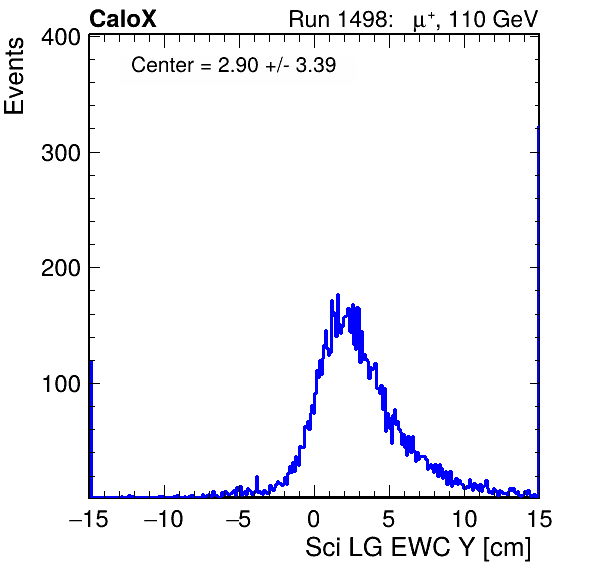 CaloX Run 1498: μ⁺, 110 GeV
Center = 2.90 +/- 3.39
Events
400
300
200
100
−15 −10 −5 0 5 10 15
Sci LG EWC Y [cm]